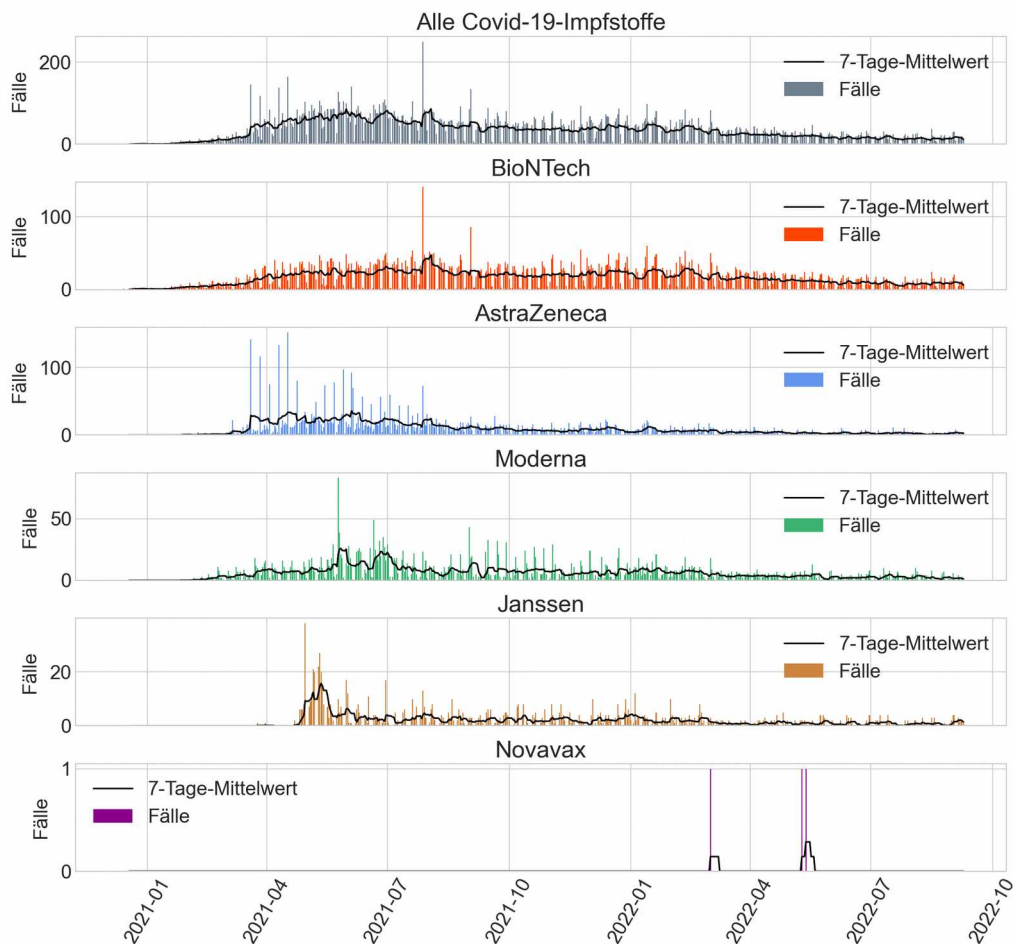 Alle Covid-19-Impfstoffe
Fälle
200
0
7-Tage-Mittelwert
Fälle
BioNTech
Fälle
100
0
7-Tage-Mittelwert
Fälle
AstraZeneca
Fälle
100
0
7-Tage-Mittelwert
Fälle
Moderna
Fälle
50
0
7-Tage-Mittelwert
Fälle
Janssen
Fälle
20
0
7-Tage-Mittelwert
Fälle
Novavax
Fälle
1
0
7-Tage-Mittelwert
Fälle
2021-01
2021-04
2021-07
2021-10
2022-01
2022-04
2022-07
2022-10